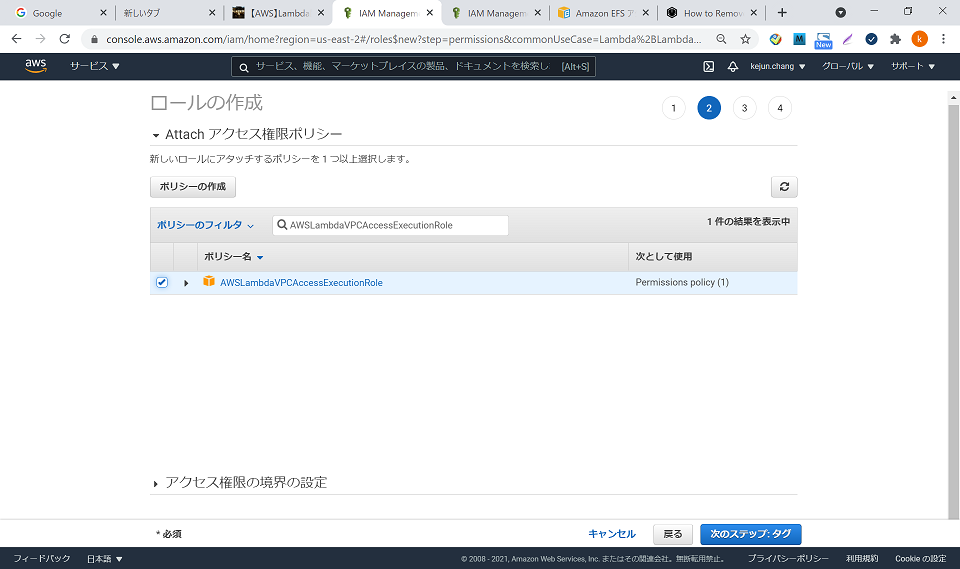 Google
新しいタブ
【AWS】Lambda
IAM Managem
IAM Managem
Amazon EFS ア
How to Remov
console.aws.amazon.com/iam/home?region=us-east-2#/roles$new?step=permissions&commonUseCase=Lambda%2BLambda...
New
k
aws
サービス
サービス、機能、マーケットプレイスの製品、ドキュメントを検索し [Alt+S]
kejun.chang
グローバル
サポート
ロールの作成
1 2 3 4
Attach アクセス権限ポリシー
新しいロールにアタッチするポリシーを 1 つ以上選択します。
ポリシーの作成
ポリシーのフィルタ
AWSLambdaVPCAccessExecutionRole
1 件の結果を表示中
ポリシー名
次として使用
AWSLambdaVPCAccessExecutionRole
Permissions policy (1)
アクセス権限の境界の設定
* 必須
キャンセル
戻る
次のステップ: タグ
フィードバック
日本語
© 2008 - 2021, Amazon Web Services, Inc. またはその関連会社。無断転用禁止。
プライバシーポリシー
利用規約
Cookie の設定